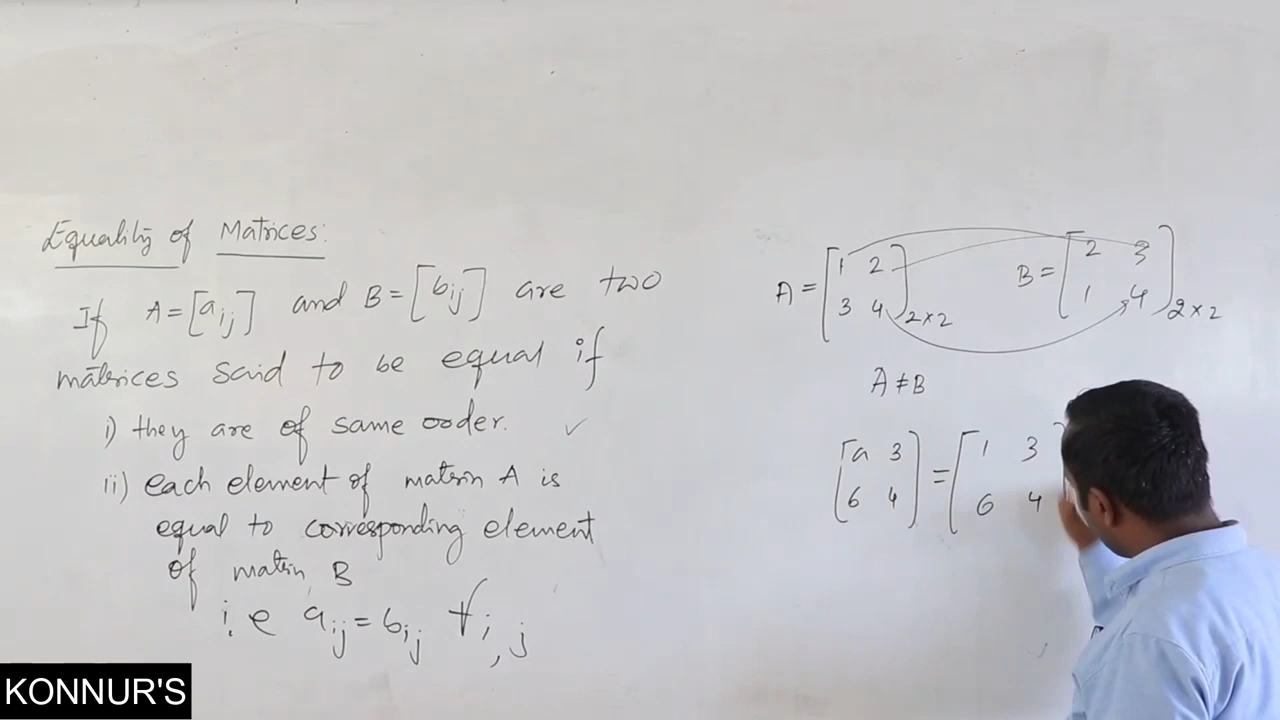 Equality of Matrices:
If A = [aij] and B = [bij] are two
matrices said to be equal if
i) they are of same order. ✓
ii) each element of matrix A is
equal to corresponding element
of matrix B
i.e aij = bij ∀ i, j
A = [1 2
3 4] 2×2
B = [2 3
1 4] 2×2
A ≠ B
[a 3
6 4] = [1 3
6 4]
KONNUR'S